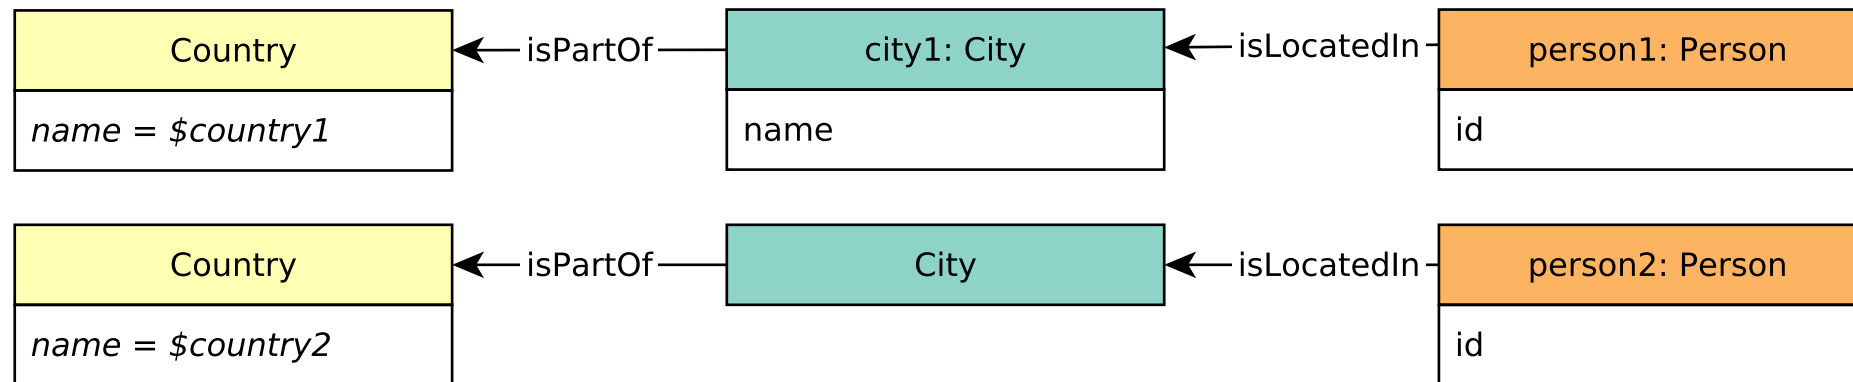 Country isPartOf city1: City isLocatedIn person1: Person
name = $country1 name id
Country isPartOf City isLocatedIn person2: Person
name = $country2 id